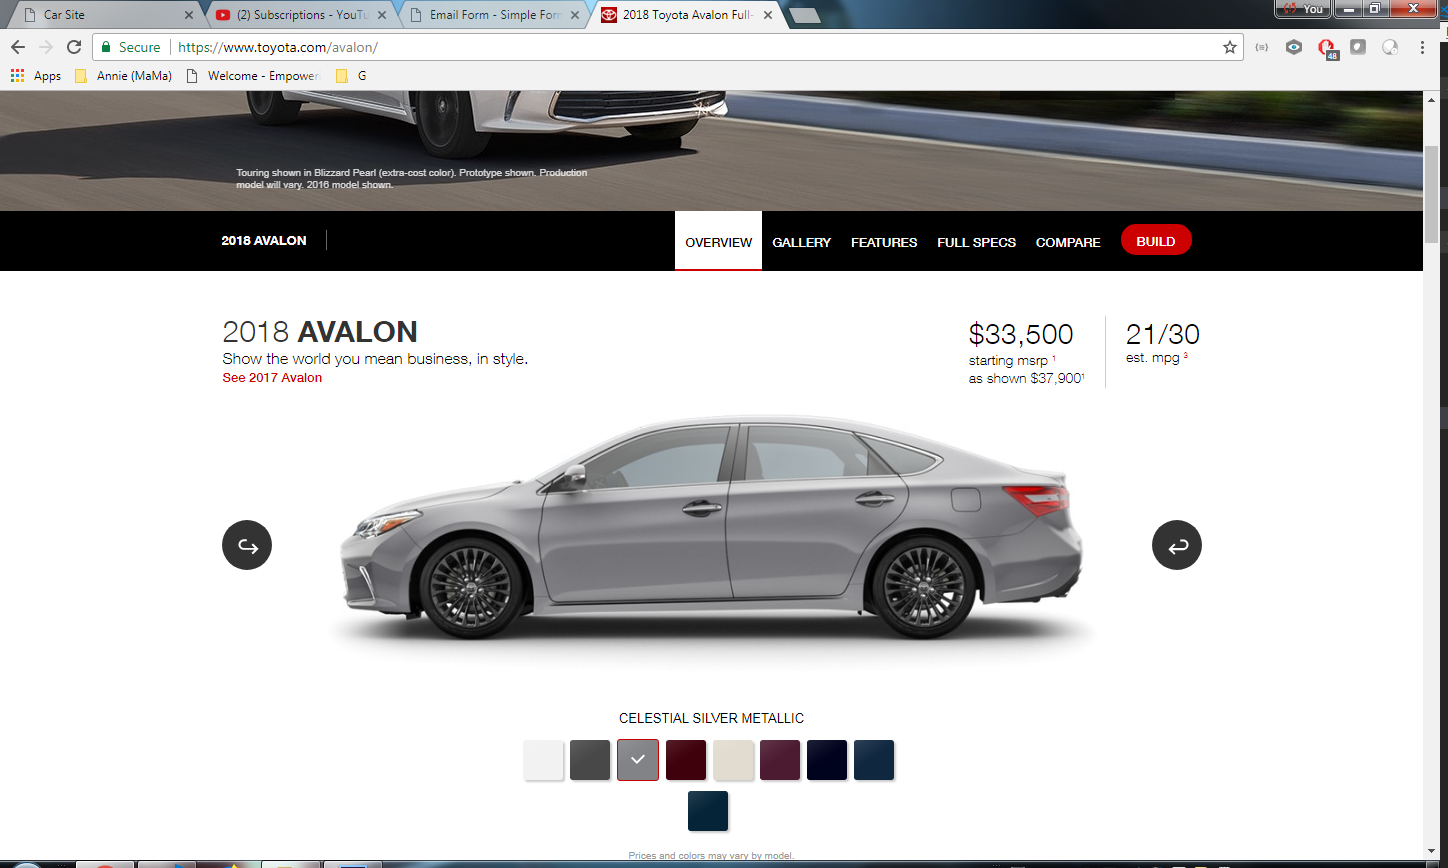 Car Site
(2) Subscriptions - YouTu
Email Form - Simple Form
2018 Toyota Avalon Full-
You
Secure
https://www.toyota.com/avalon/
48
Apps
Annie (MaMa)
Welcome - Empower
G
Touring shown in Blizzard Pearl (extra-cost color). Prototype shown. Production
model will vary. 2016 model shown.
2018 AVALON
OVERVIEW
GALLERY
FEATURES
FULL SPECS
COMPARE
BUILD
2018 AVALON
Show the world you mean business, in style.
See 2017 Avalon
$33,500
starting msrp 1
as shown $37,900¹
21/30
est. mpg 3
CELESTIAL SILVER METALLIC
Prices and colors may vary by model.